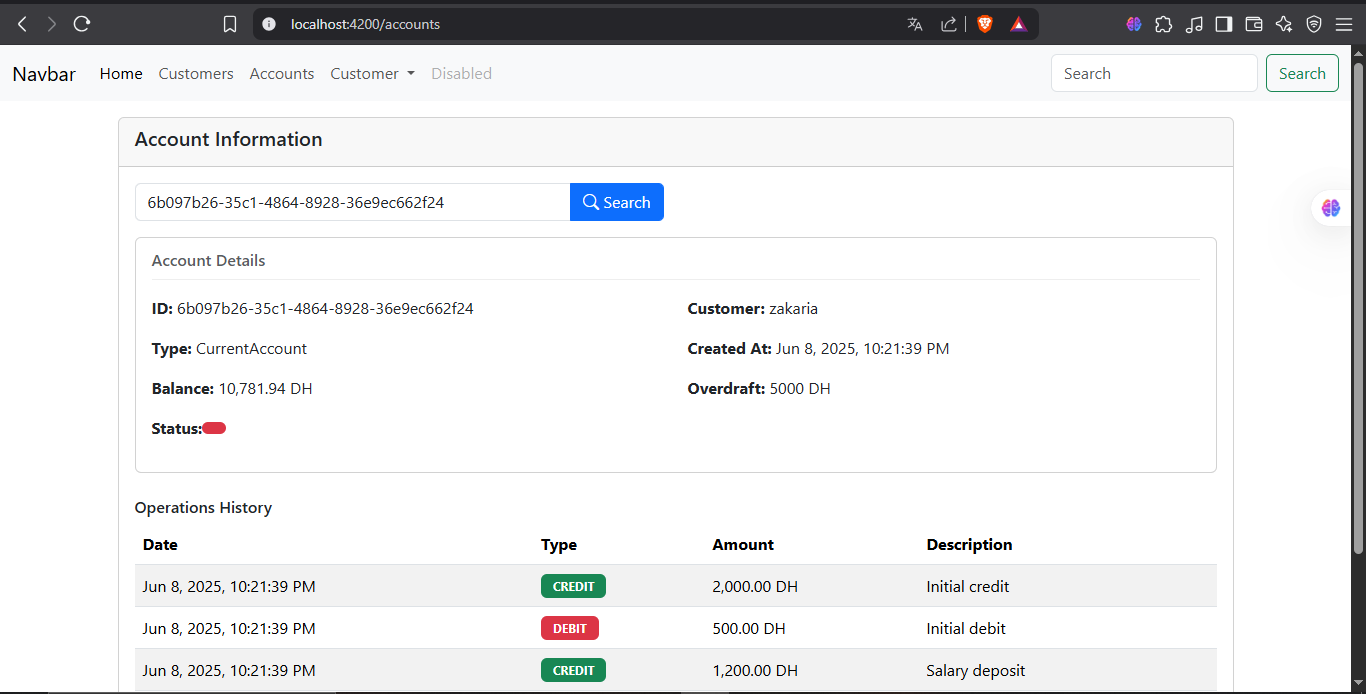 localhost:4200/accounts
Navbar Home Customers Accounts Customer Disabled Search Search
Account Information
6b097b26-35c1-4864-8928-36e9ec662f24 Search
Account Details
ID: 6b097b26-35c1-4864-8928-36e9ec662f24 Customer: zakaria
Type: CurrentAccount Created At: Jun 8, 2025, 10:21:39 PM
Balance: 10,781.94 DH Overdraft: 5000 DH
Status:
Operations History
Date Type Amount Description
Jun 8, 2025, 10:21:39 PM CREDIT 2,000.00 DH Initial credit
Jun 8, 2025, 10:21:39 PM DEBIT 500.00 DH Initial debit
Jun 8, 2025, 10:21:39 PM CREDIT 1,200.00 DH Salary deposit